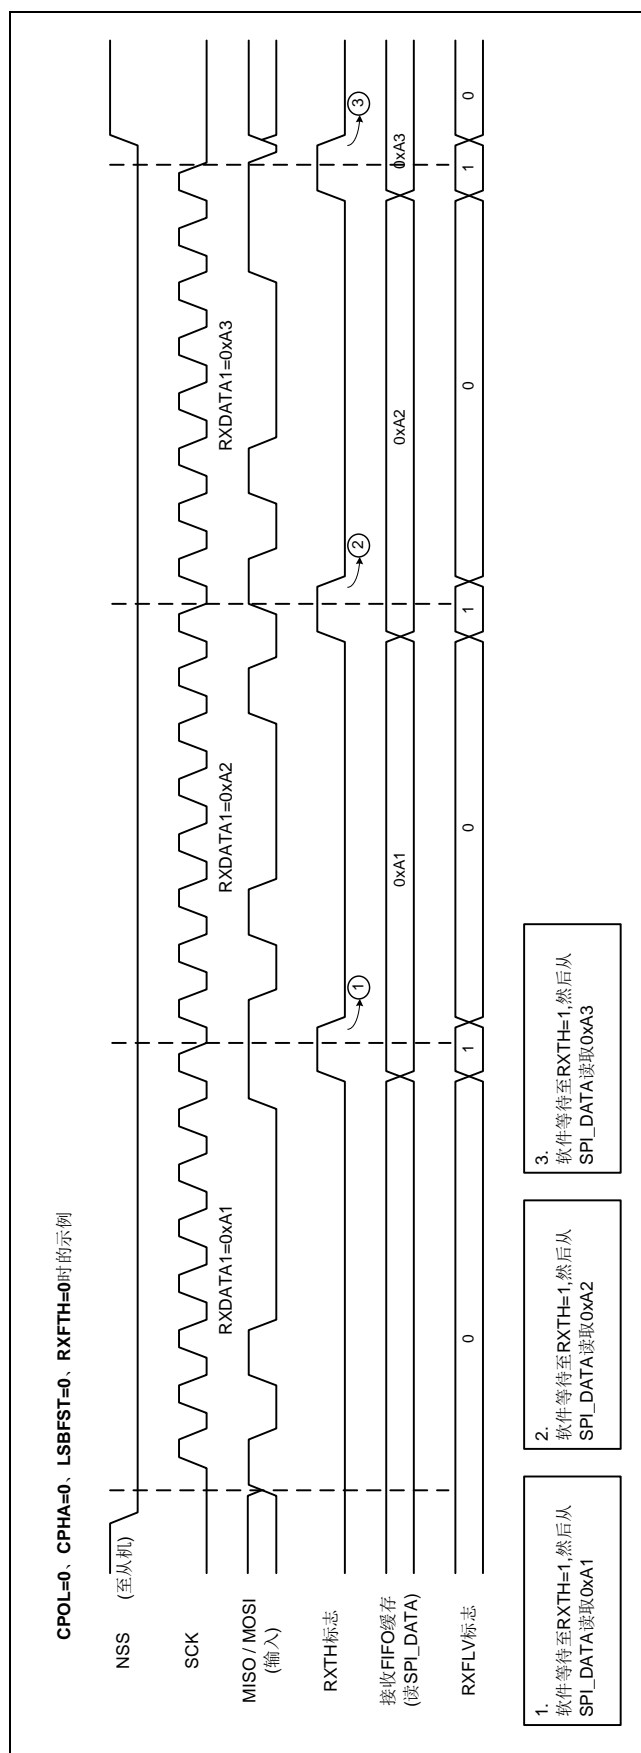 CPOL=0、CPHA=0、LSBFST=0、RXFTH=0时的示例
NSS
(至从机)
SCK
RXDATA1=0xA1
RXDATA1=0xA2
RXDATA1=0xA3
MISO / MOSI
(输入)
RXTH标志
1
2
3
接收FIFO缓存
(读SPI_DATA)
0xA1
0xA2
0xA3
RXFLV标志
0
1
0
1
0
1
0
1.
软件等待至RXTH=1,然后从
SPI_DATA读取0xA1
2.
软件等待至RXTH=1,然后从
SPI_DATA读取0xA2
3.
软件等待至RXTH=1,然后从
SPI_DATA读取0xA3